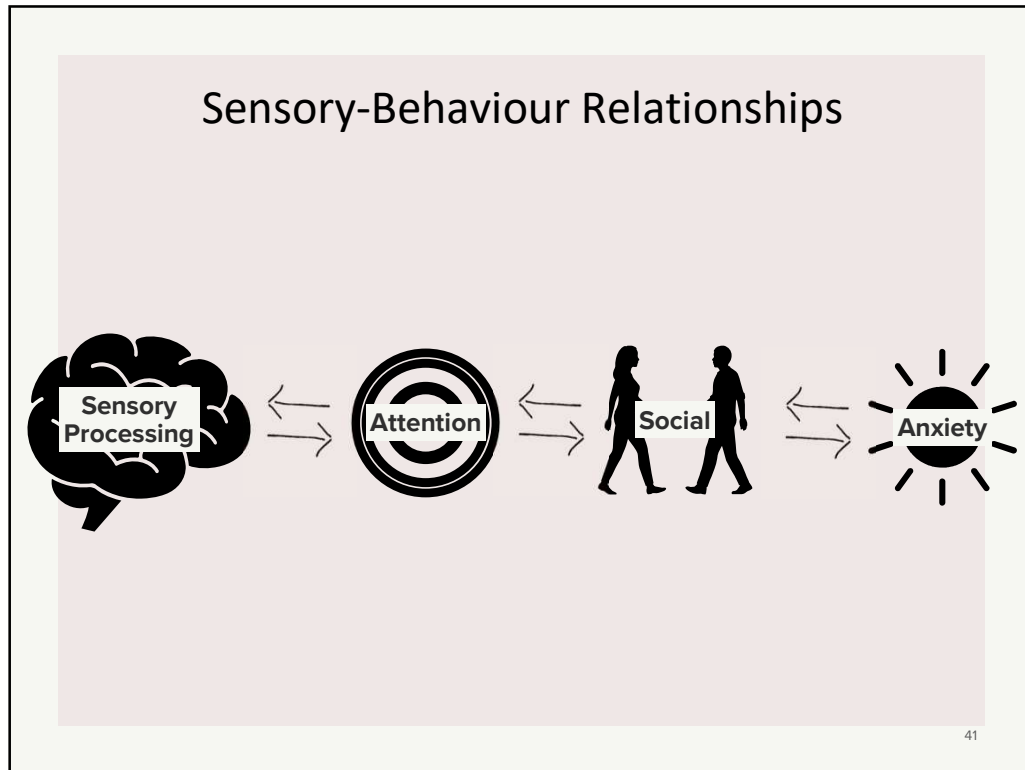 Sensory-Behaviour Relationships
Sensory
Processing
Attention
Social
Anxiety
41